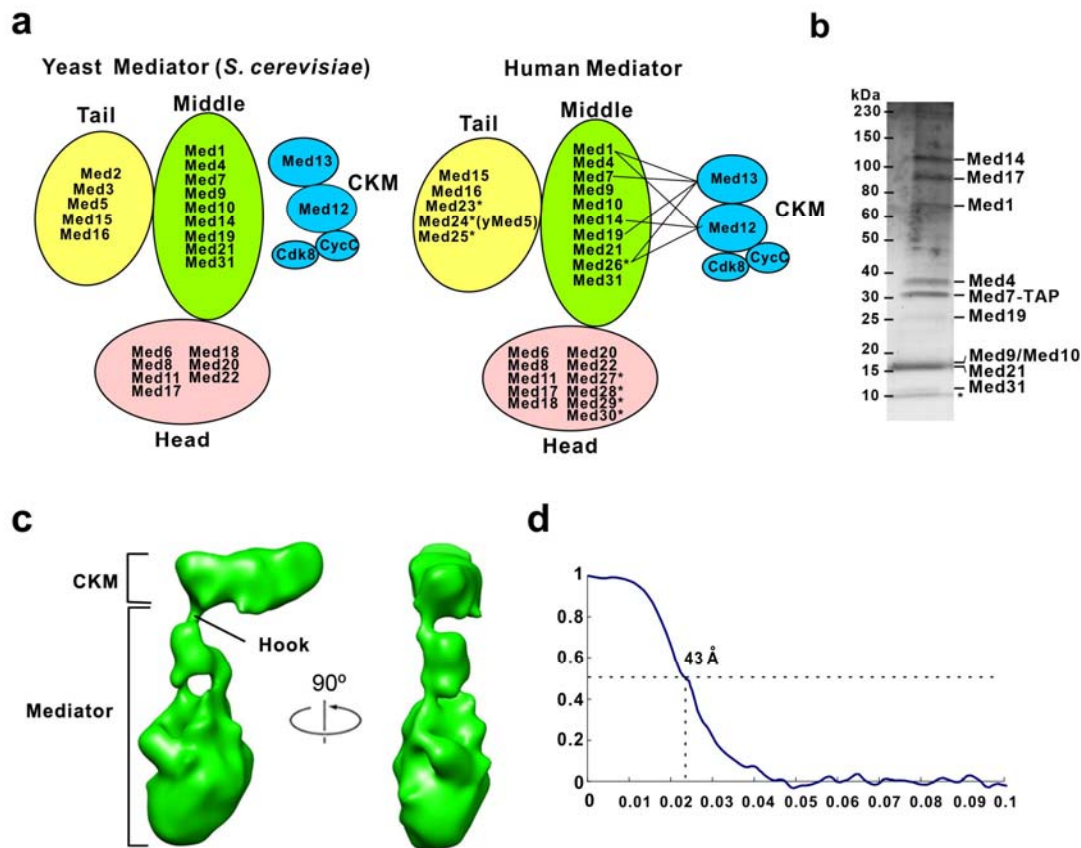 a
Yeast Mediator (S. cerevisiae)
Tail
Middle
Med2
Med3
Med5
Med15
Med16
Med1
Med4
Med7
Med9
Med10
Med14
Med19
Med21
Med31
Med13
CKM
Med12
CycC
Cdk8
Med6 Med18
Med8 Med20
Med11 Med22
Med17
Head
Human Mediator
Tail
Middle
Med15
Med16
Med23*
Med24*(yMed5)
Med25*
Med1
Med4
Med7
Med9
Med10
Med14
Med19
Med21
Med26*
Med31
Med13
CKM
Med12
CycC
Cdk8
Med6 Med20
Med8 Med22
Med11 Med27*
Med17 Med28*
Med18 Med29*
Med30*
Head
b
kDa
230
150
100
80
60
50
40
30
25
20
15
10
Med14
Med17
Med1
Med4
Med7-TAP
Med19
Med9/Med10
Med21
Med31
*
c
CKM
Hook
Mediator
90º
d
1
0.8
0.6
0.4
0.2
0
43 Å
0 0.01 0.02 0.03 0.04 0.05 0.06 0.07 0.08 0.09 0.1